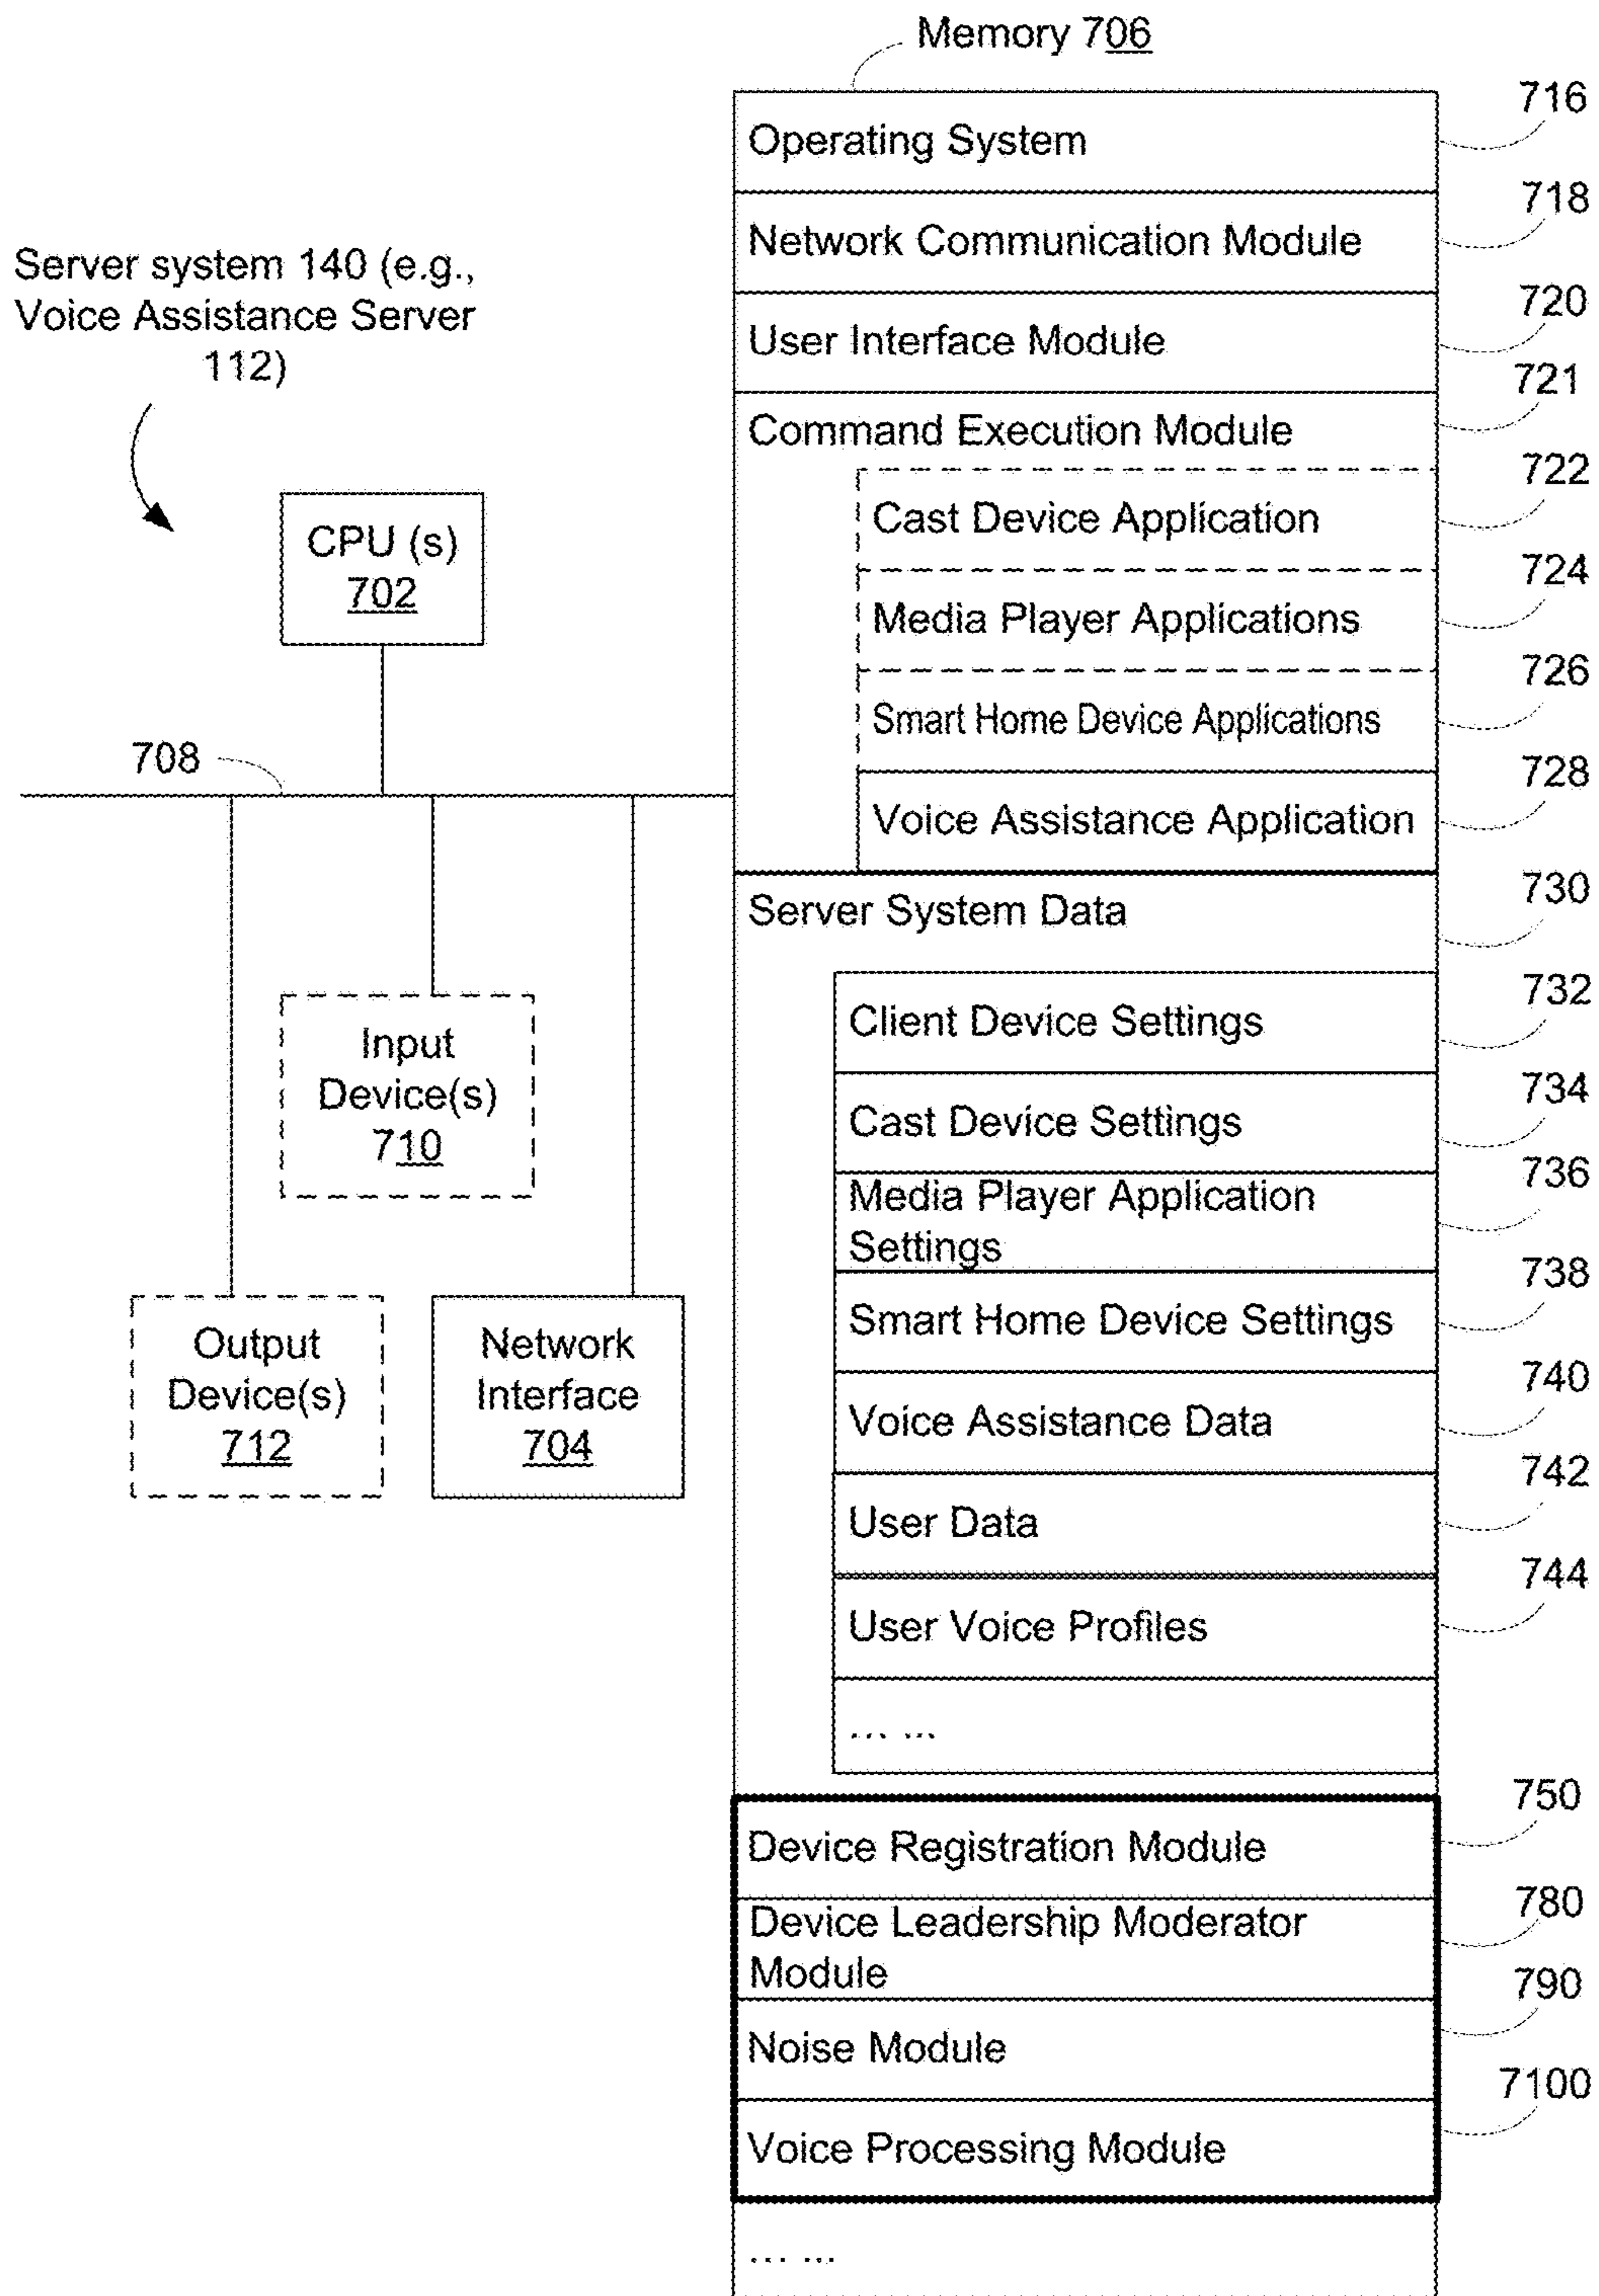 Memory 706
Operating System
716
Network Communication Module
718
Server system 140 (e.g.,
Voice Assistance Server
112)
User Interface Module
720
Command Execution Module
721
Cast Device Application
722
CPU (s)
702
Media Player Applications
724
Smart Home Device Applications
726
708
Voice Assistance Application
728
Server System Data
730
Client Device Settings
732
Input
Device(s)
710
Cast Device Settings
734
Media Player Application
Settings
736
Smart Home Device Settings
738
Output
Device(s)
712
Network
Interface
704
Voice Assistance Data
740
User Data
742
User Voice Profiles
744
... ...
Device Registration Module
750
Device Leadership Moderator
Module
780
Noise Module
790
Voice Processing Module
7100
... ...